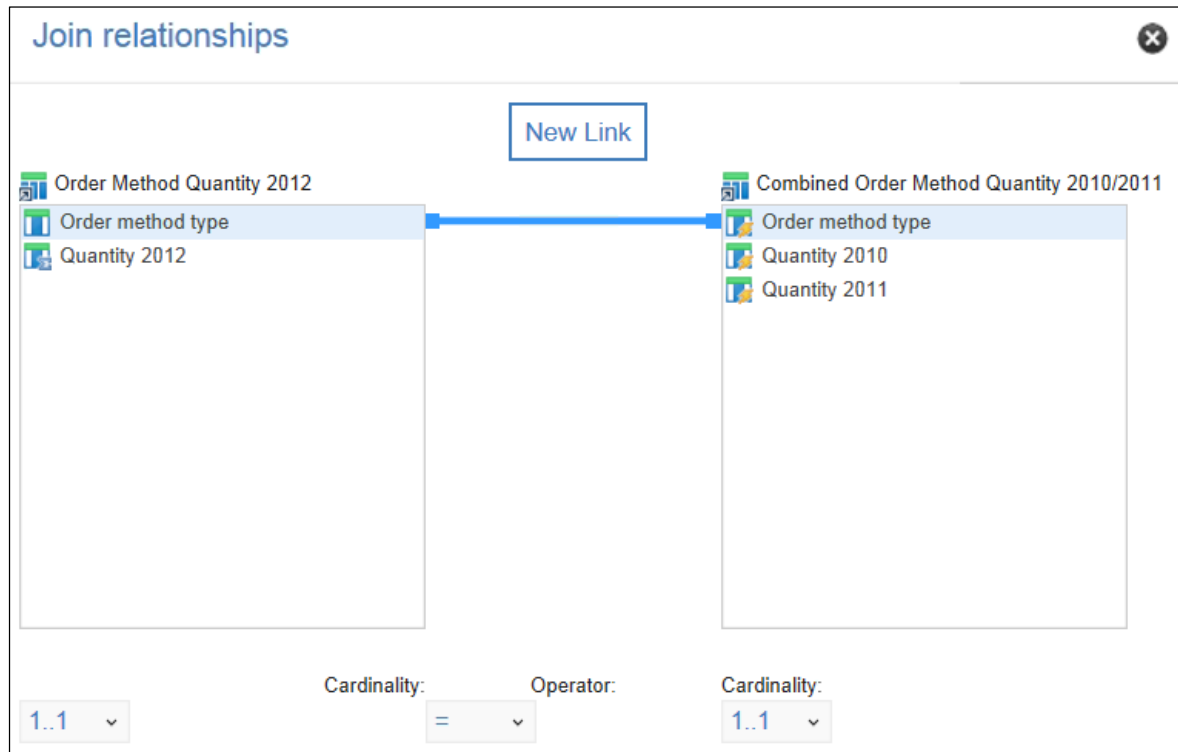 Join relationships
New Link
Order Method Quantity 2012
Order method type
Quantity 2012
Combined Order Method Quantity 2010/2011
Order method type
Quantity 2010
Quantity 2011
Cardinality: Operator: Cardinality:
1..1 = 1..1